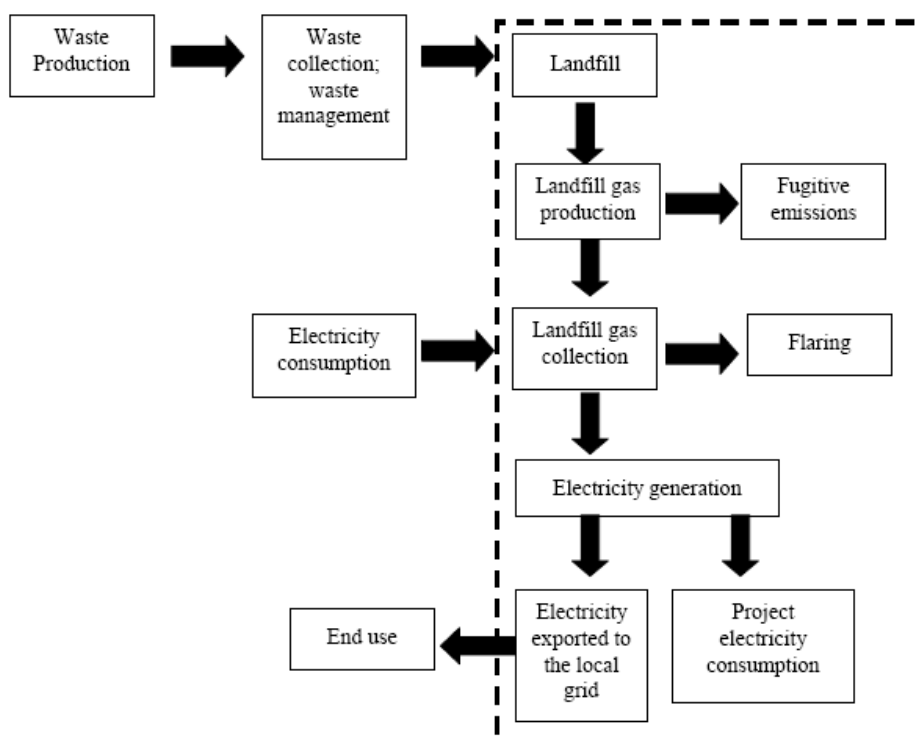 Waste
Production
Waste
collection;
waste
management
Landfill
Landfill gas
production
Fugitive
emissions
Electricity
consumption
Landfill gas
collection
Flaring
Electricity generation
End use
Electricity
exported to
the local
grid
Project
electricity
consumption